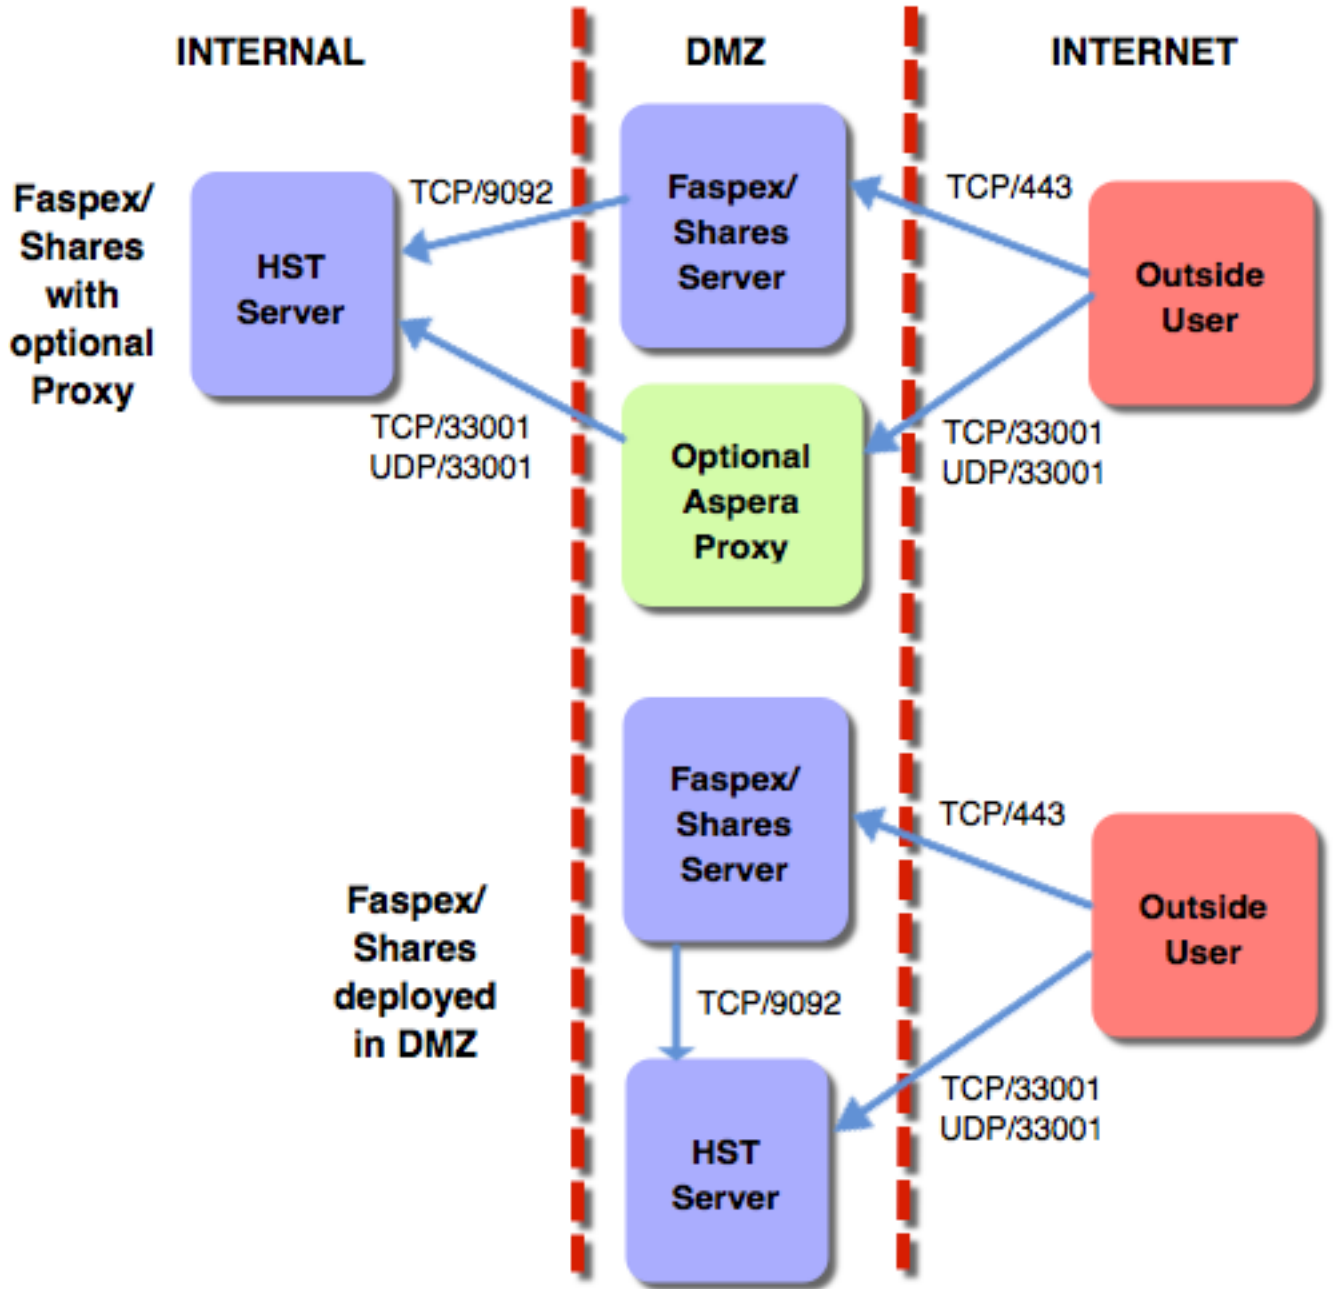 INTERNAL
DMZ
INTERNET
Faspex/
Shares
with
optional
Proxy
HST
Server
TCP/9092
Faspex/
Shares
Server
TCP/443
Outside
User
TCP/33001
UDP/33001
Optional
Aspera
Proxy
TCP/33001
UDP/33001
Faspex/
Shares
deployed
in DMZ
Faspex/
Shares
Server
TCP/443
Outside
User
TCP/9092
HST
Server
TCP/33001
UDP/33001